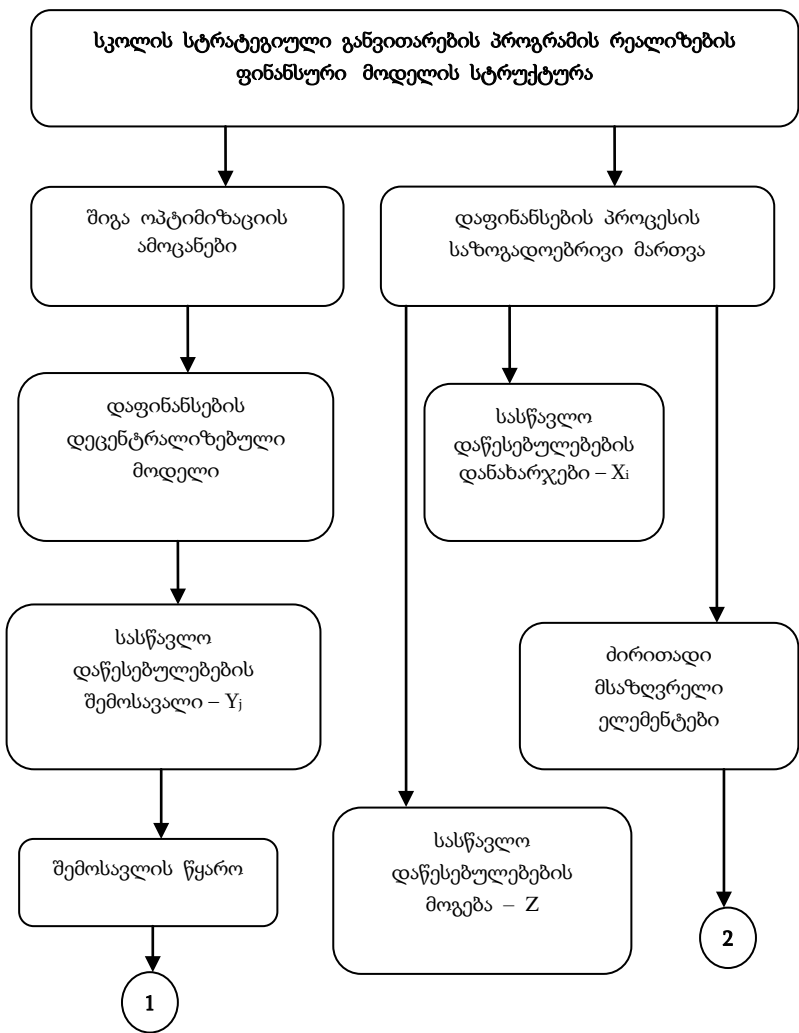 სკოლის სტრატეგიული განვითარების პროგრამის რეალიზების
ფინანსური მოდელის სტრუქტურა
შიგა ოპტიმიზაციის
ამოცანები
დაფინანსების პროცესის
საზოგადოებრივი მართვა
დაფინანსების
დეცენტრალიზებული
მოდელი
სასწავლო
დაწესებულებების
დანახარჯები – Xi
სასწავლო
დაწესებულებების
შემოსავალი – Yj
ძირითადი
მსაზღვრელი
ელემენტები
შემოსავლის წყარო
სასწავლო
დაწესებულებების
მოგება – Z
1
2